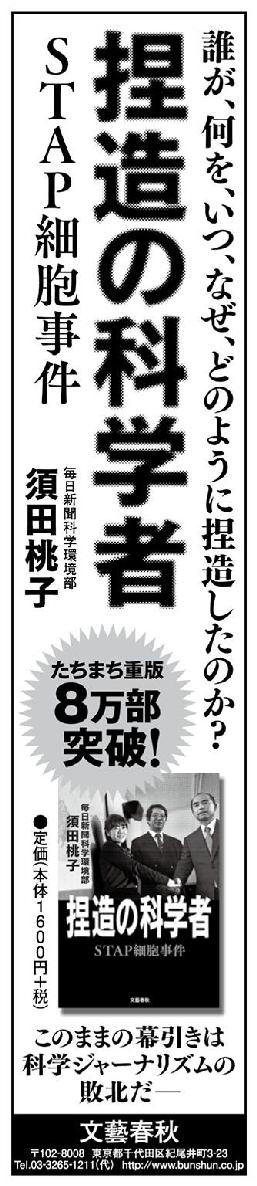 誰が、何を、いつ、なぜ、どのように捏造したのか?
捏造の科学者
STAP細胞事件
毎日新聞科学環境部
須田桃子
たちまち重版
8万部
突破!
毎日新聞科学環境部
須田桃子
捏造の科学者
STAP細胞事件
文藝春秋
●定価(本体1600円+税)
このままの幕引きは
科学ジャーナリズムの
敗北だ―
文藝春秋
〒102-8008 東京都千代田区紀尾井町3-23
Tel.03-3265-1211(代) http://www.bunshun.co.jp